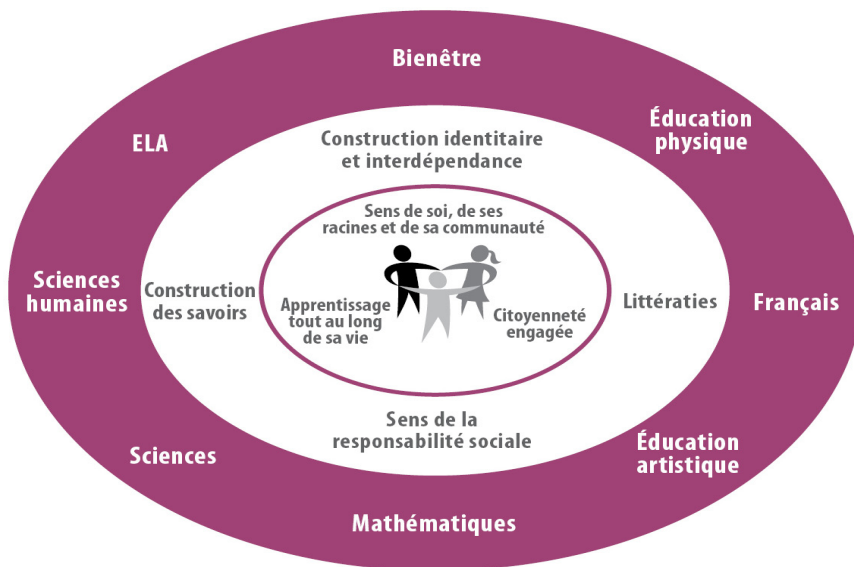 Bienêtre
ELA
Éducation
physique
Construction identitaire
et interdépendance
Sens de soi, de ses
racines et de sa communauté
Sciences
humaines
Construction
des savoirs
Apprentissage
tout au long
de sa vie
Citoyenneté
engagée
Littératies
Français
Sens de la
responsabilité sociale
Sciences
Éducation
artistique
Mathématiques